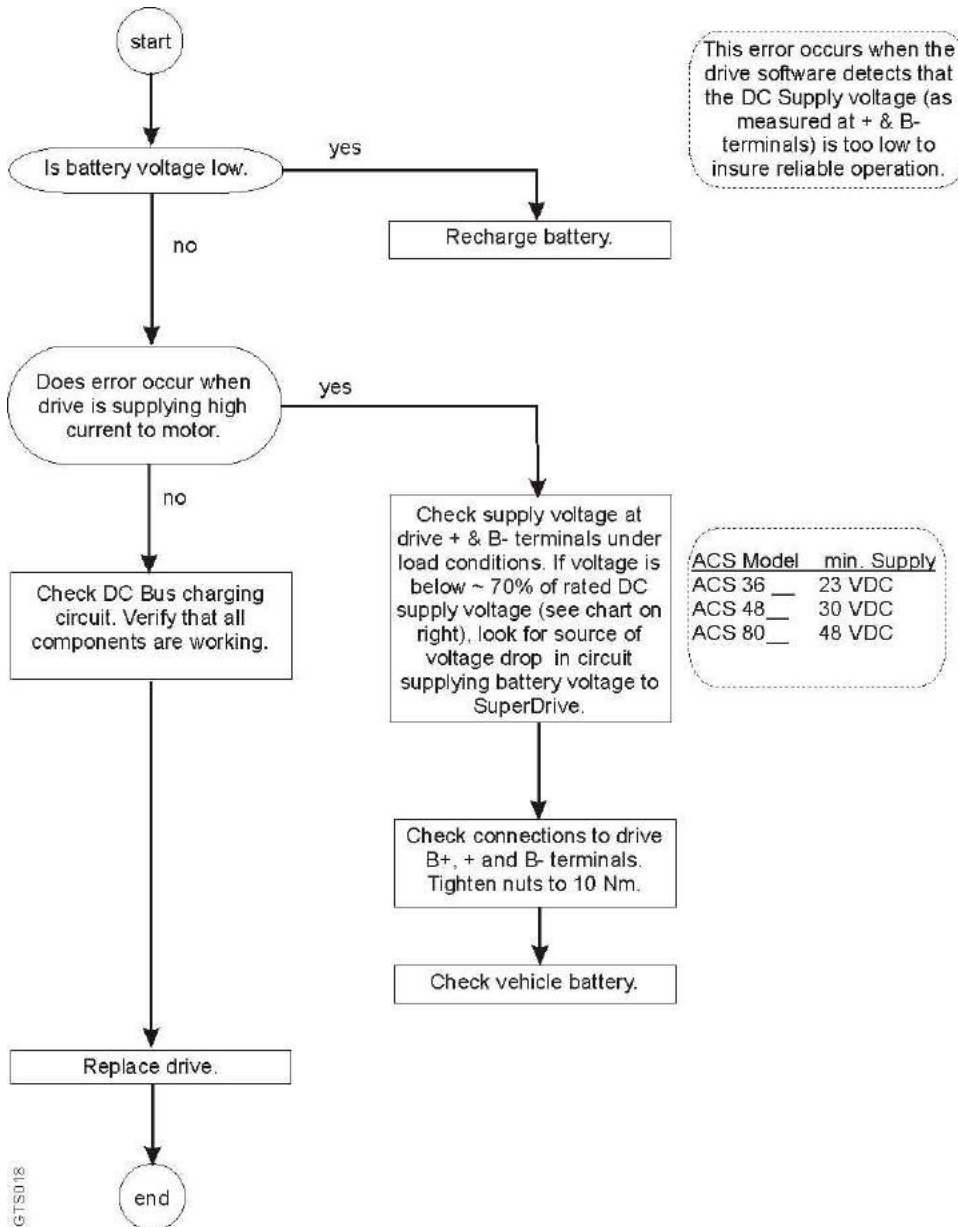 start
This error occurs when the
drive software detects that
the DC Supply voltage (as
measured at + & B-
terminals) is too low to
insure reliable operation.
Is battery voltage low.
yes
Recharge battery.
no
Does error occur when
drive is supplying high
current to motor.
yes
no
Check DC Bus charging
circuit. Verify that all
components are working.
Check supply voltage at
drive + & B- terminals under
load conditions. If voltage is
below ~ 70% of rated DC
supply voltage (see chart on
right), look for source of
voltage drop in circuit
supplying battery voltage to
SuperDrive.
ACS Model min. Supply
ACS 36 __ 23 VDC
ACS 48__ 30 VDC
ACS 80__ 48 VDC
Check connections to drive
B+, + and B- terminals.
Tighten nuts to 10 Nm.
Check vehicle battery.
Replace drive.
end
GTS018